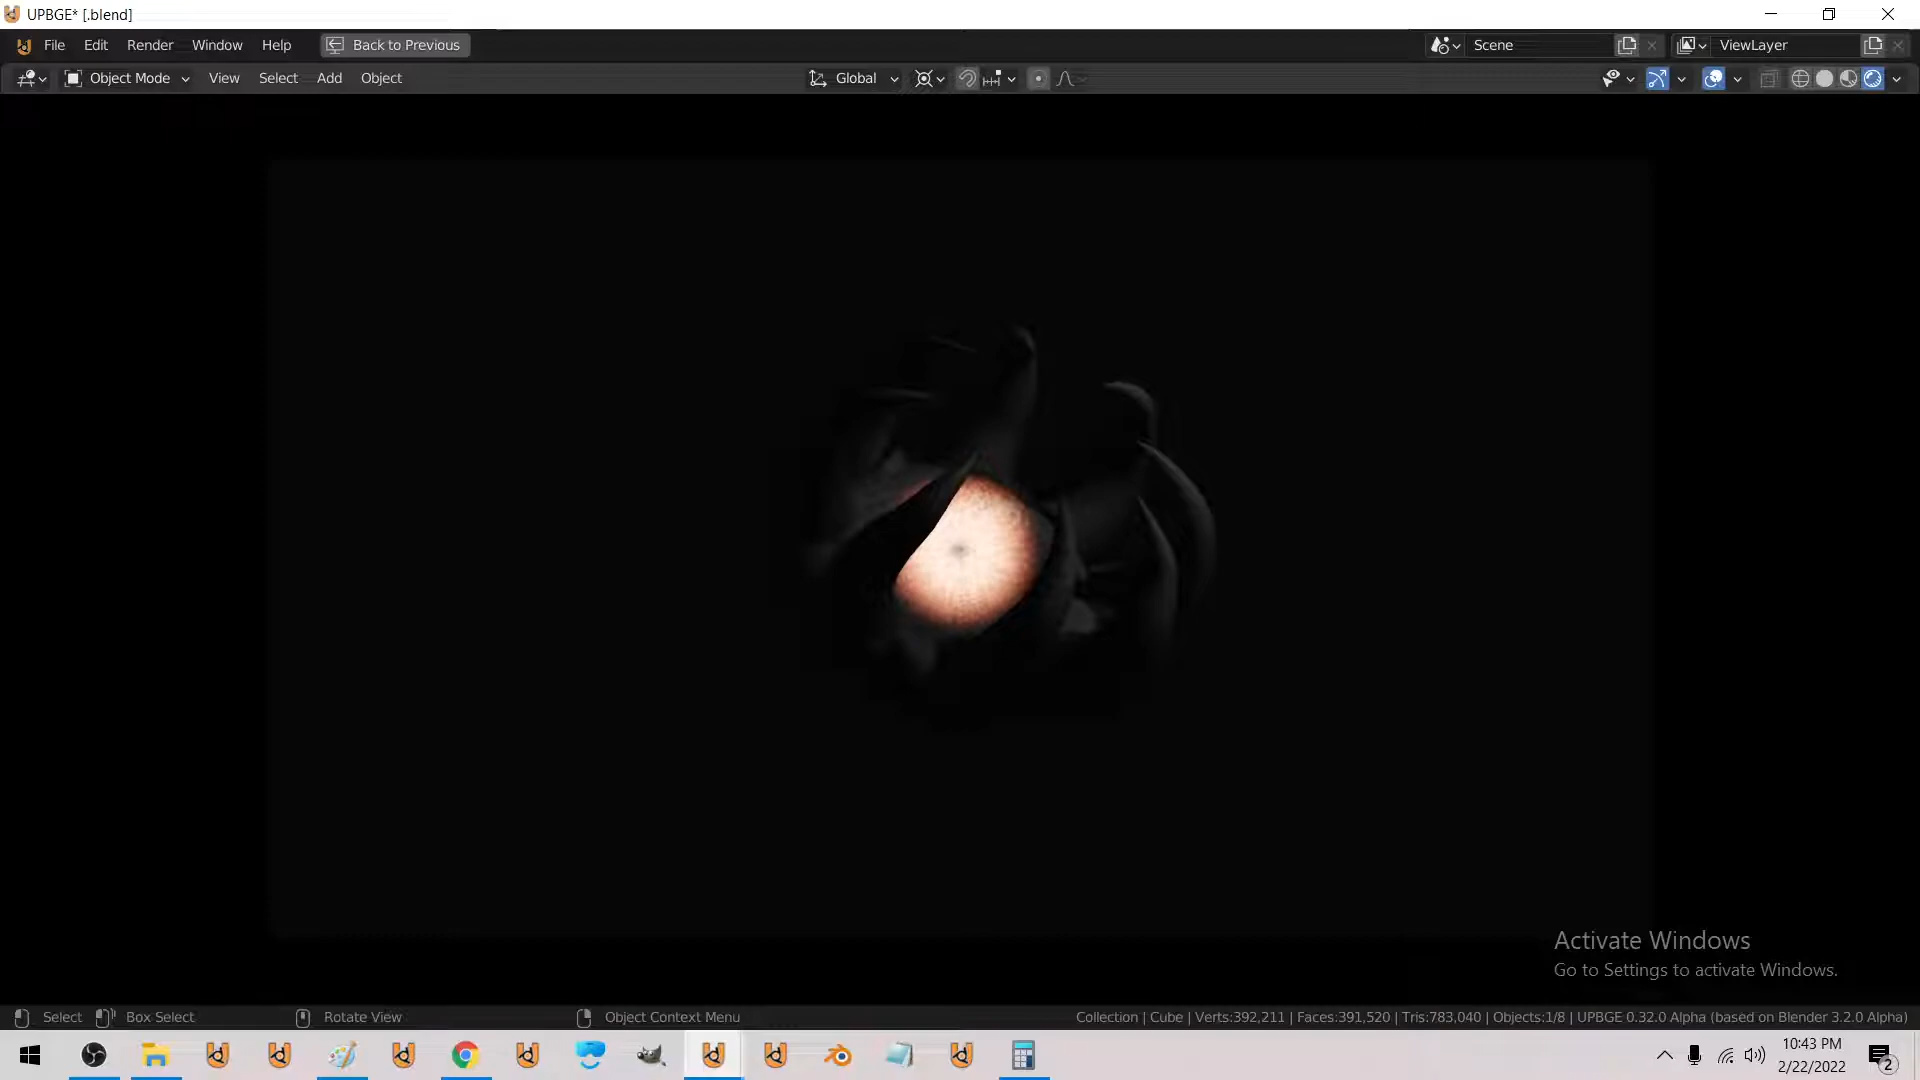 UPBGE* [.blend]
File Edit Render Window Help Back to Previous Scene ViewLayer
Object Mode View Select Add Object Global
Activate Windows
Go to Settings to activate Windows.
Select Box Select Rotate View Object Context Menu Collection | Cube | Verts:392,211 | Faces:391,520 | Tris:783,040 | Objects:1/8 | UPBGE 0.32.0 Alpha (based on Blender 3.2.0 Alpha)
10:43 PM
2/22/2022
2